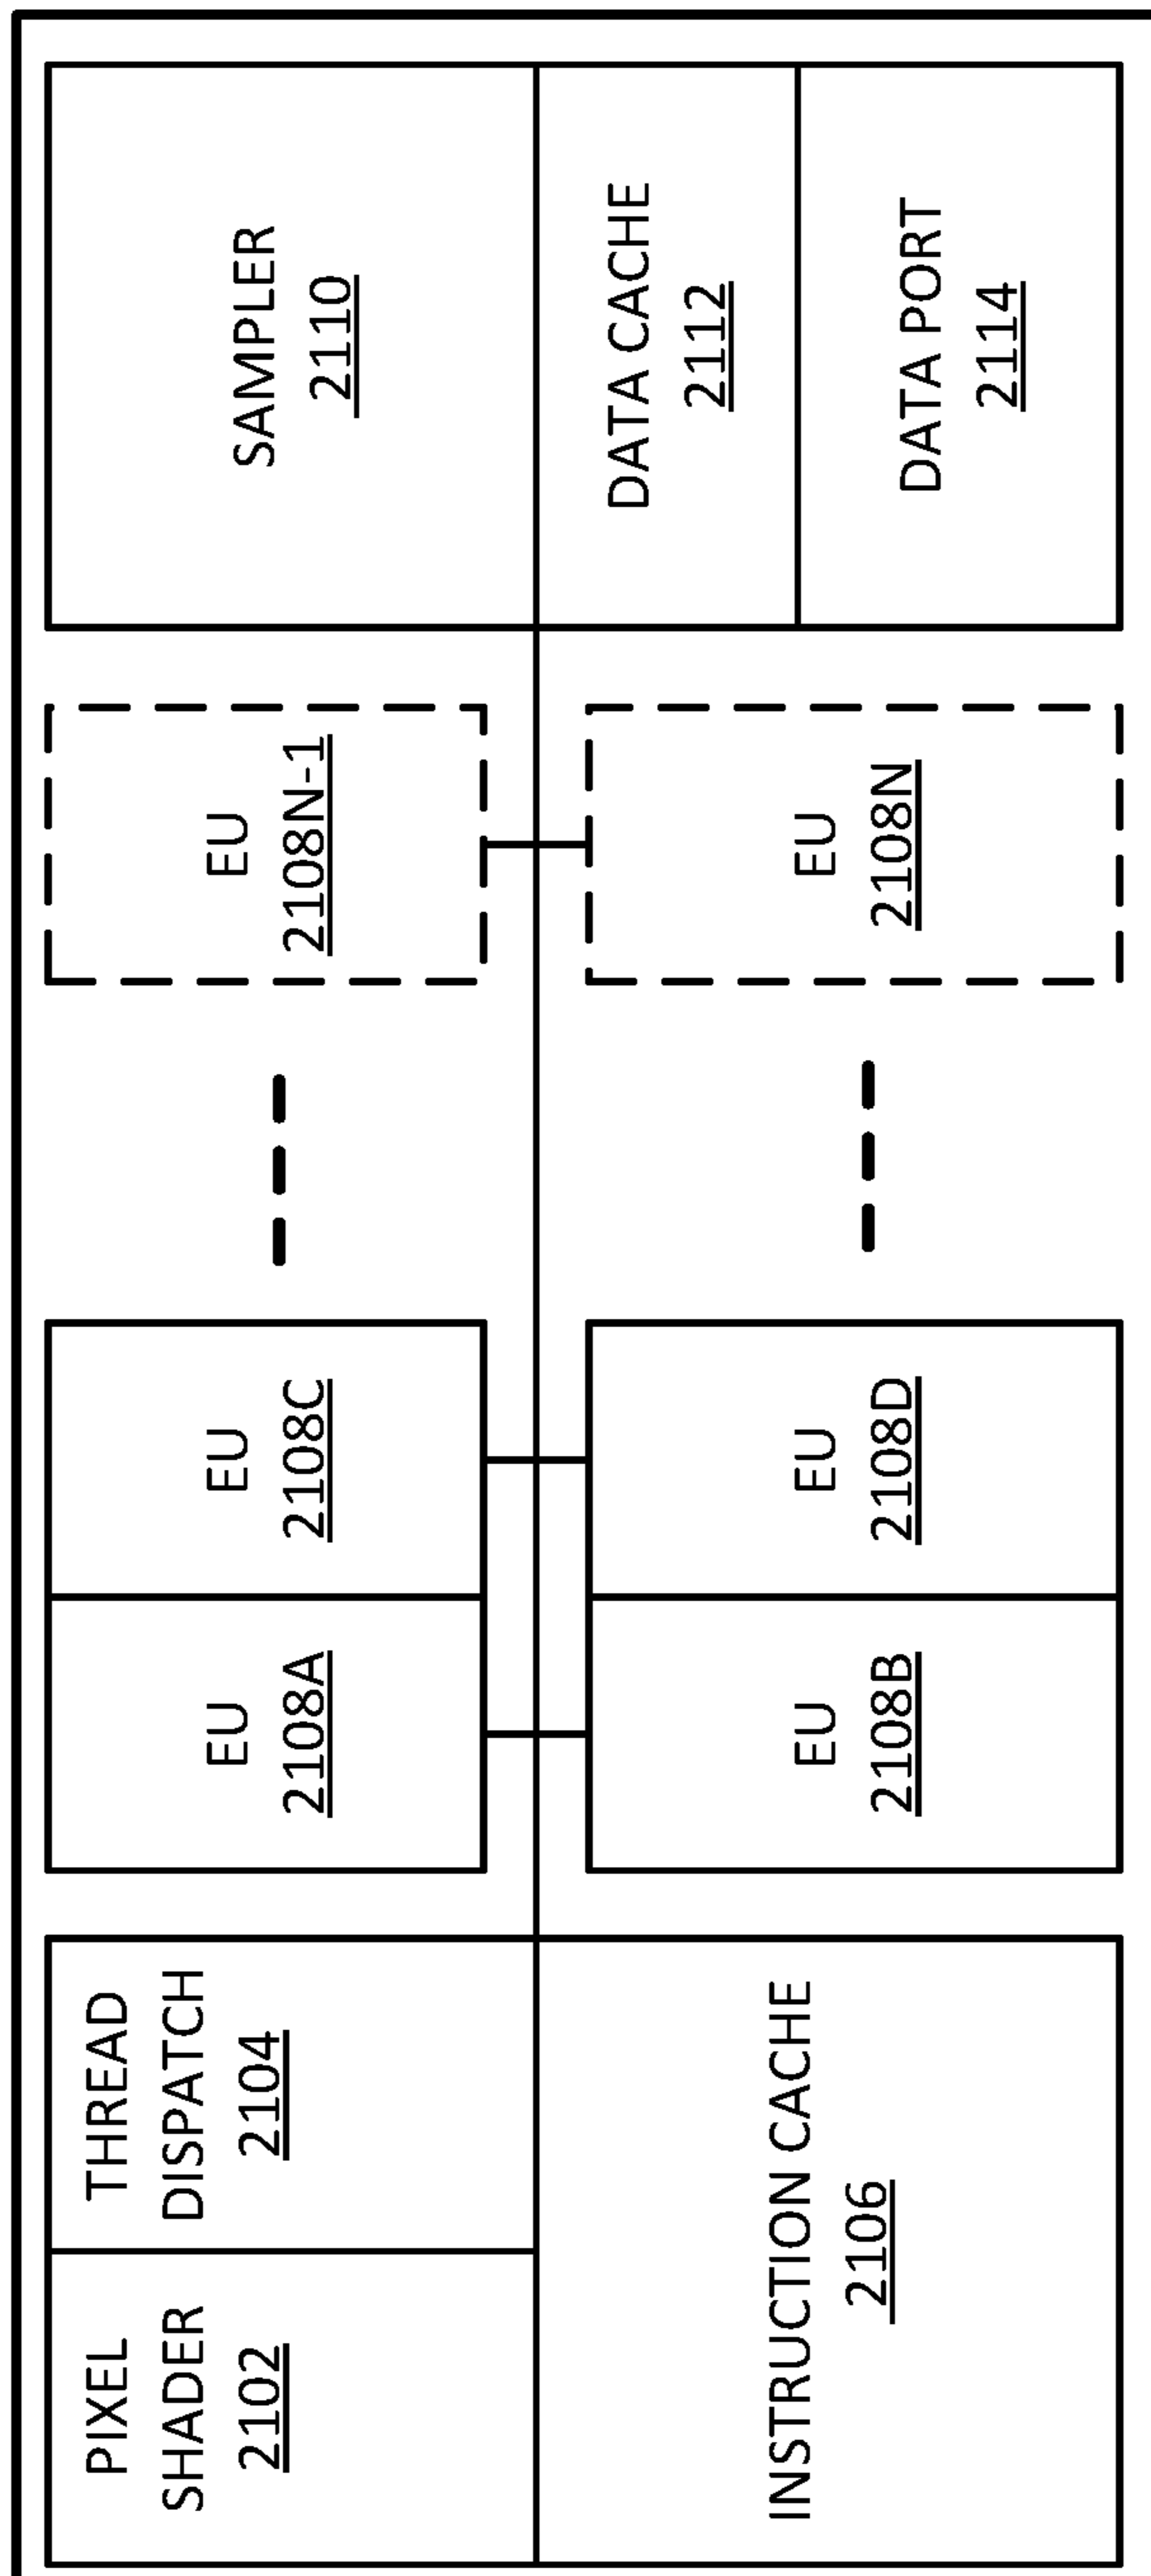 PIXEL
SHADER
2102
THREAD
DISPATCH
2104
INSTRUCTION CACHE
2106
EU
2108A
EU
2108C
EU
2108B
EU
2108D
EU
2108N-1
EU
2108N
SAMPLER
2110
DATA CACHE
2112
DATA PORT
2114